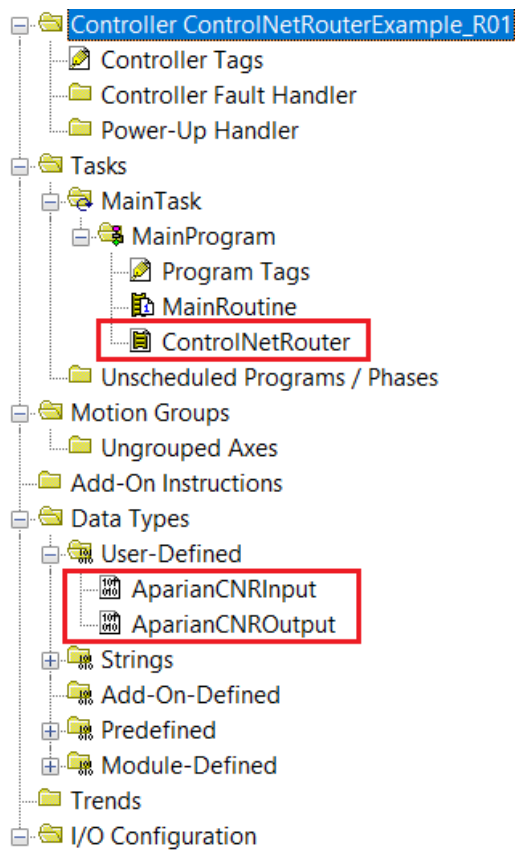 Controller ControlNetRouterExample_R01
Controller Tags
Controller Fault Handler
Power-Up Handler
Tasks
MainTask
MainProgram
Program Tags
MainRoutine
ControlNetRouter
Unscheduled Programs / Phases
Motion Groups
Ungrouped Axes
Add-On Instructions
Data Types
User-Defined
AparianCNRInput
AparianCNROutput
Strings
Add-On-Defined
Predefined
Module-Defined
Trends
I/O Configuration